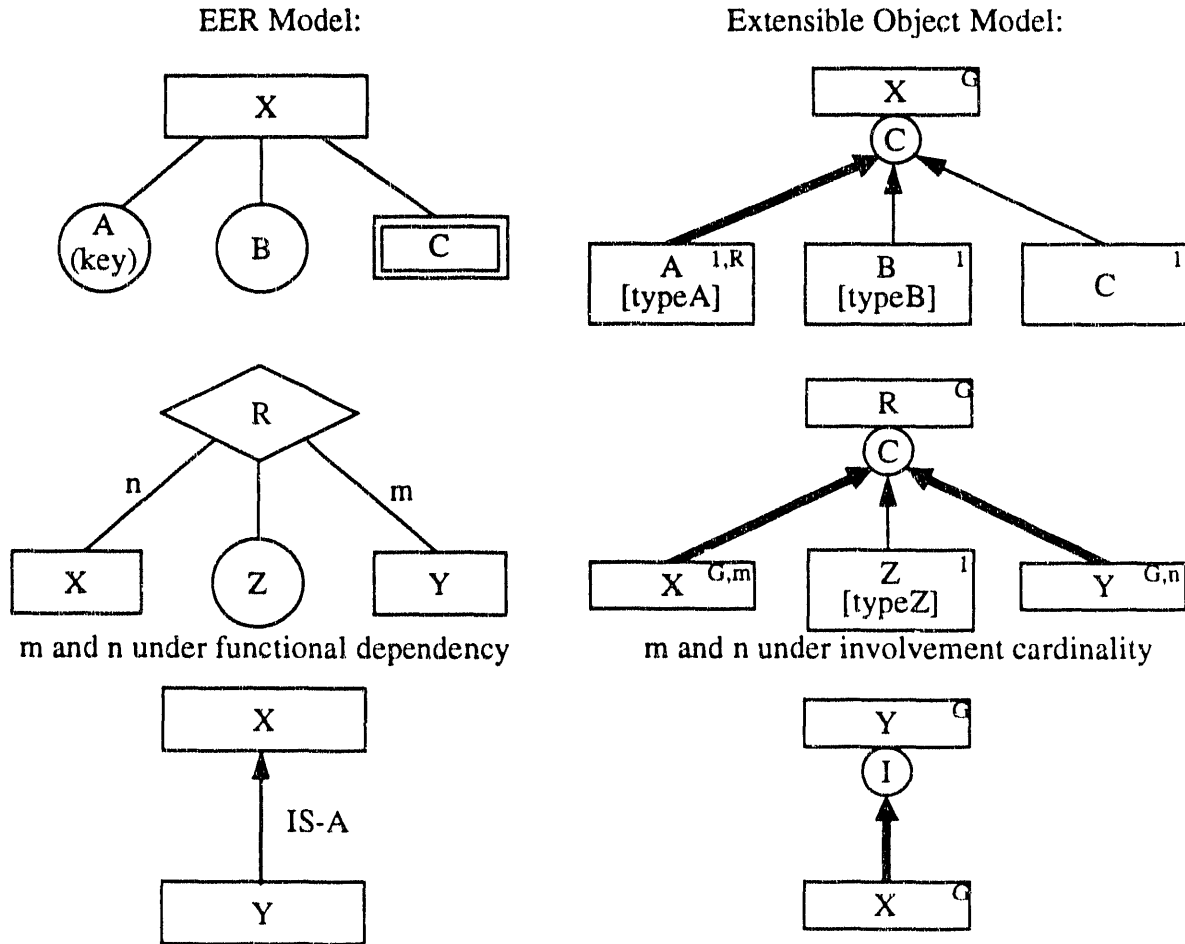 EER Model:
Extensible Object Model:
X
A
(key)
B
C
X G
C
A 1,R
[typeA]
B 1
[typeB]
C 1
R
n
m
X
Z
Y
m and n under functional dependency
R G
C
X G,m
Z 1
[typeZ]
Y G,n
m and n under involvement cardinality
X
IS-A
Y
Y G
I
X G